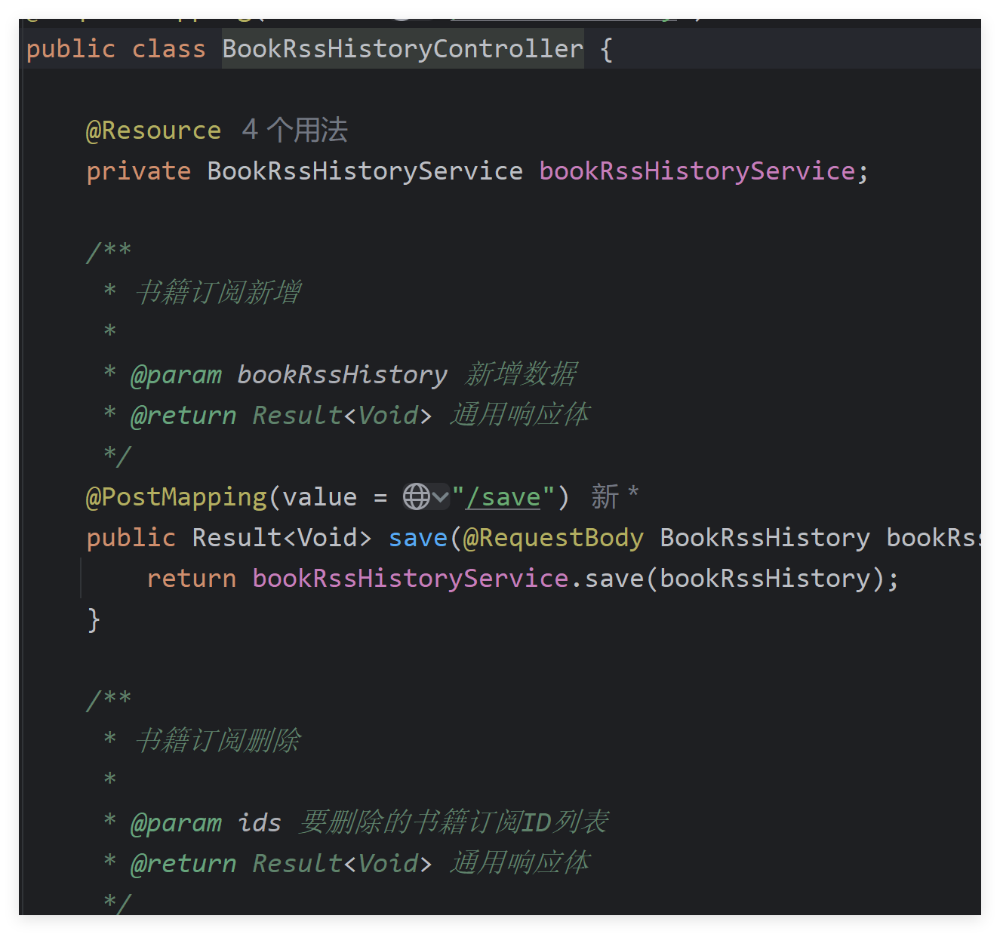 public class BookRssHistoryController {
@Resource 4 个用法
private BookRssHistoryService bookRssHistoryService;
/**
* 书籍订阅新增
*
* @param bookRssHistory 新增数据
* @return Result<Void> 通用响应体
*/
@PostMapping(value = "/save") 新 *
public Result<Void> save(@RequestBody BookRssHistory bookRss
return bookRssHistoryService.save(bookRssHistory);
}
/**
* 书籍订阅删除
*
* @param ids 要删除的书籍订阅ID列表
* @return Result<Void> 通用响应体
*/